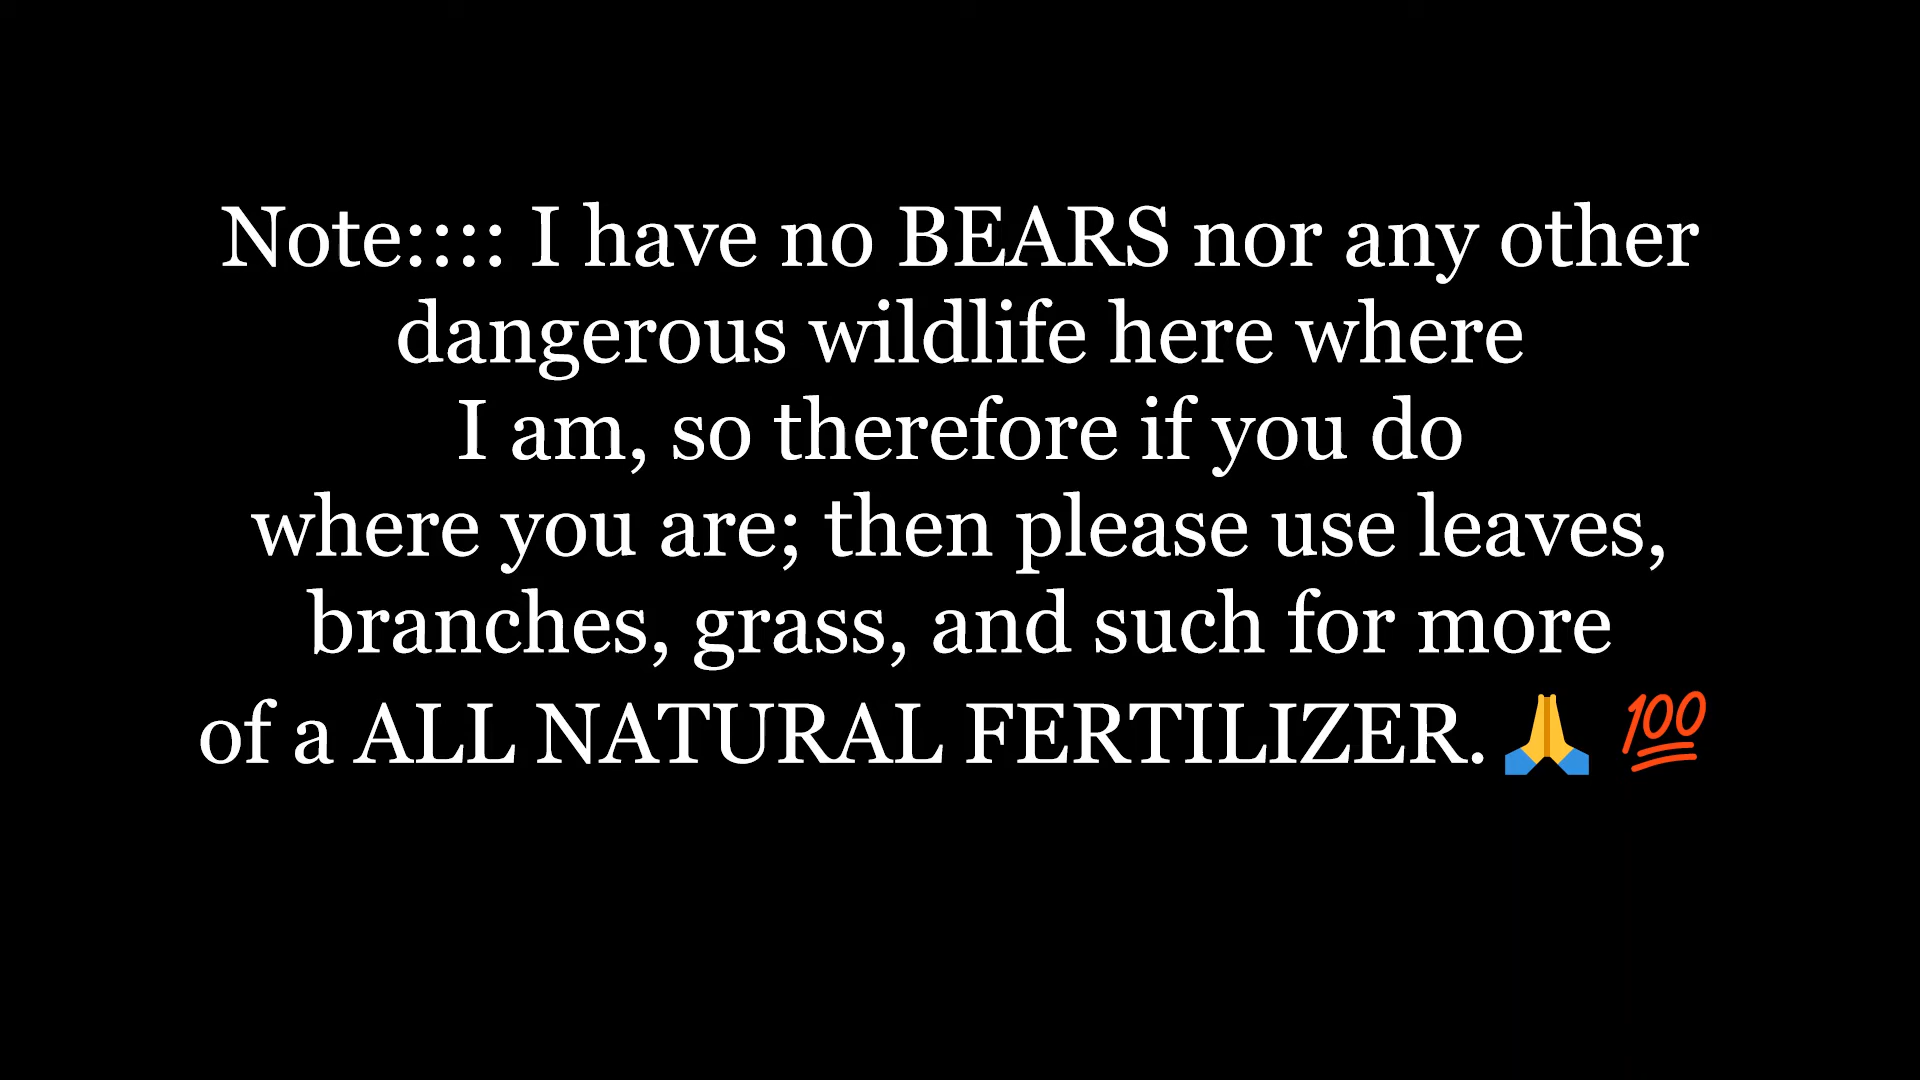 Note:::: I have no BEARS nor any other
dangerous wildlife here where
I am, so therefore if you do
where you are; then please use leaves,
branches, grass, and such for more
of a ALL NATURAL FERTILIZER.🙏 💯